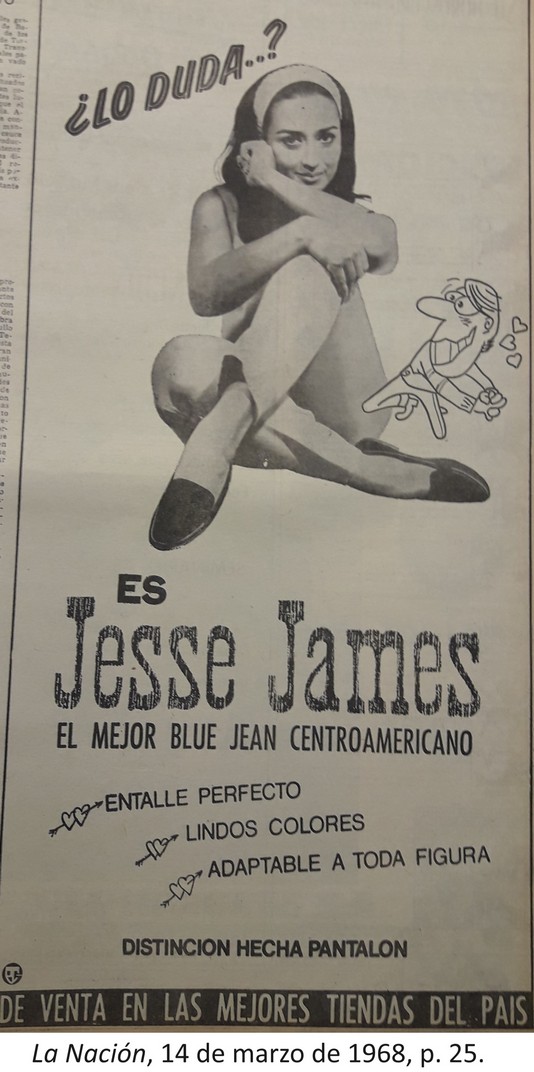 ¿LO DUDA..?
ES
Jesse James
EL MEJOR BLUE JEAN CENTROAMERICANO
ENTALLE PERFECTO
LINDOS COLORES
ADAPTABLE A TODA FIGURA
DISTINCION HECHA PANTALON
DE VENTA EN LAS MEJORES TIENDAS DEL PAIS
La Nación, 14 de marzo de 1968, p. 25.